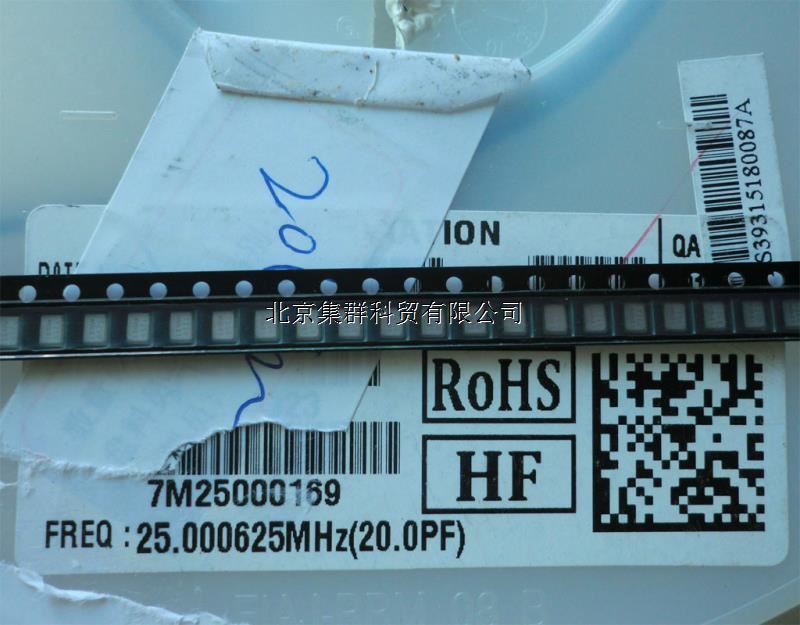 S393151800087A
ION
QA
北京集群科贸有限公司
RoHS
HF
7M25000169
FREQ : 25.000625MHz(20.0PF)